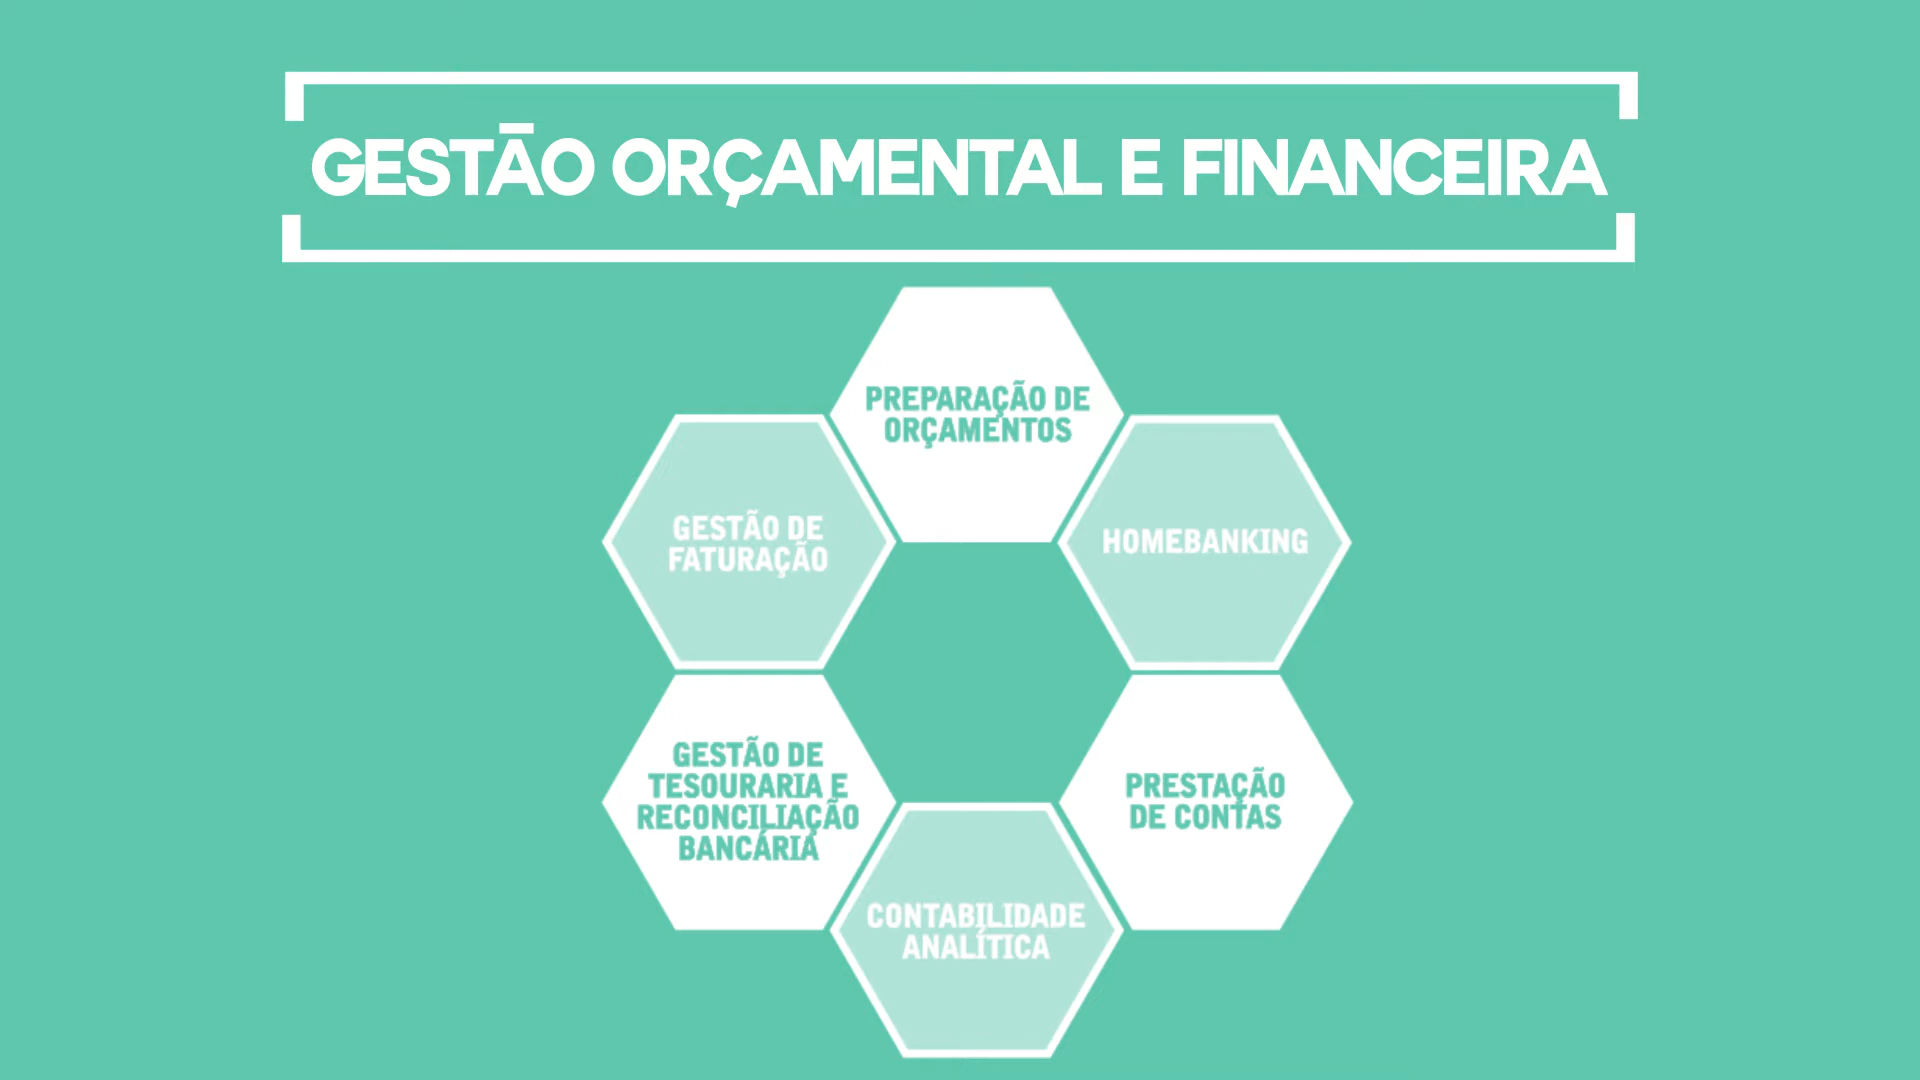 GESTÃO ORÇAMENTAL E FINANCEIRA
PREPARAÇÃO DE
ORÇAMENTOS
GESTÃO DE
FATURAÇÃO
HOMEBANKING
GESTÃO DE
TESOURARIA E
RECONCILIAÇÃO
BANCÁRIA
PRESTAÇÃO
DE CONTAS
CONTABILIDADE
ANALÍTICA